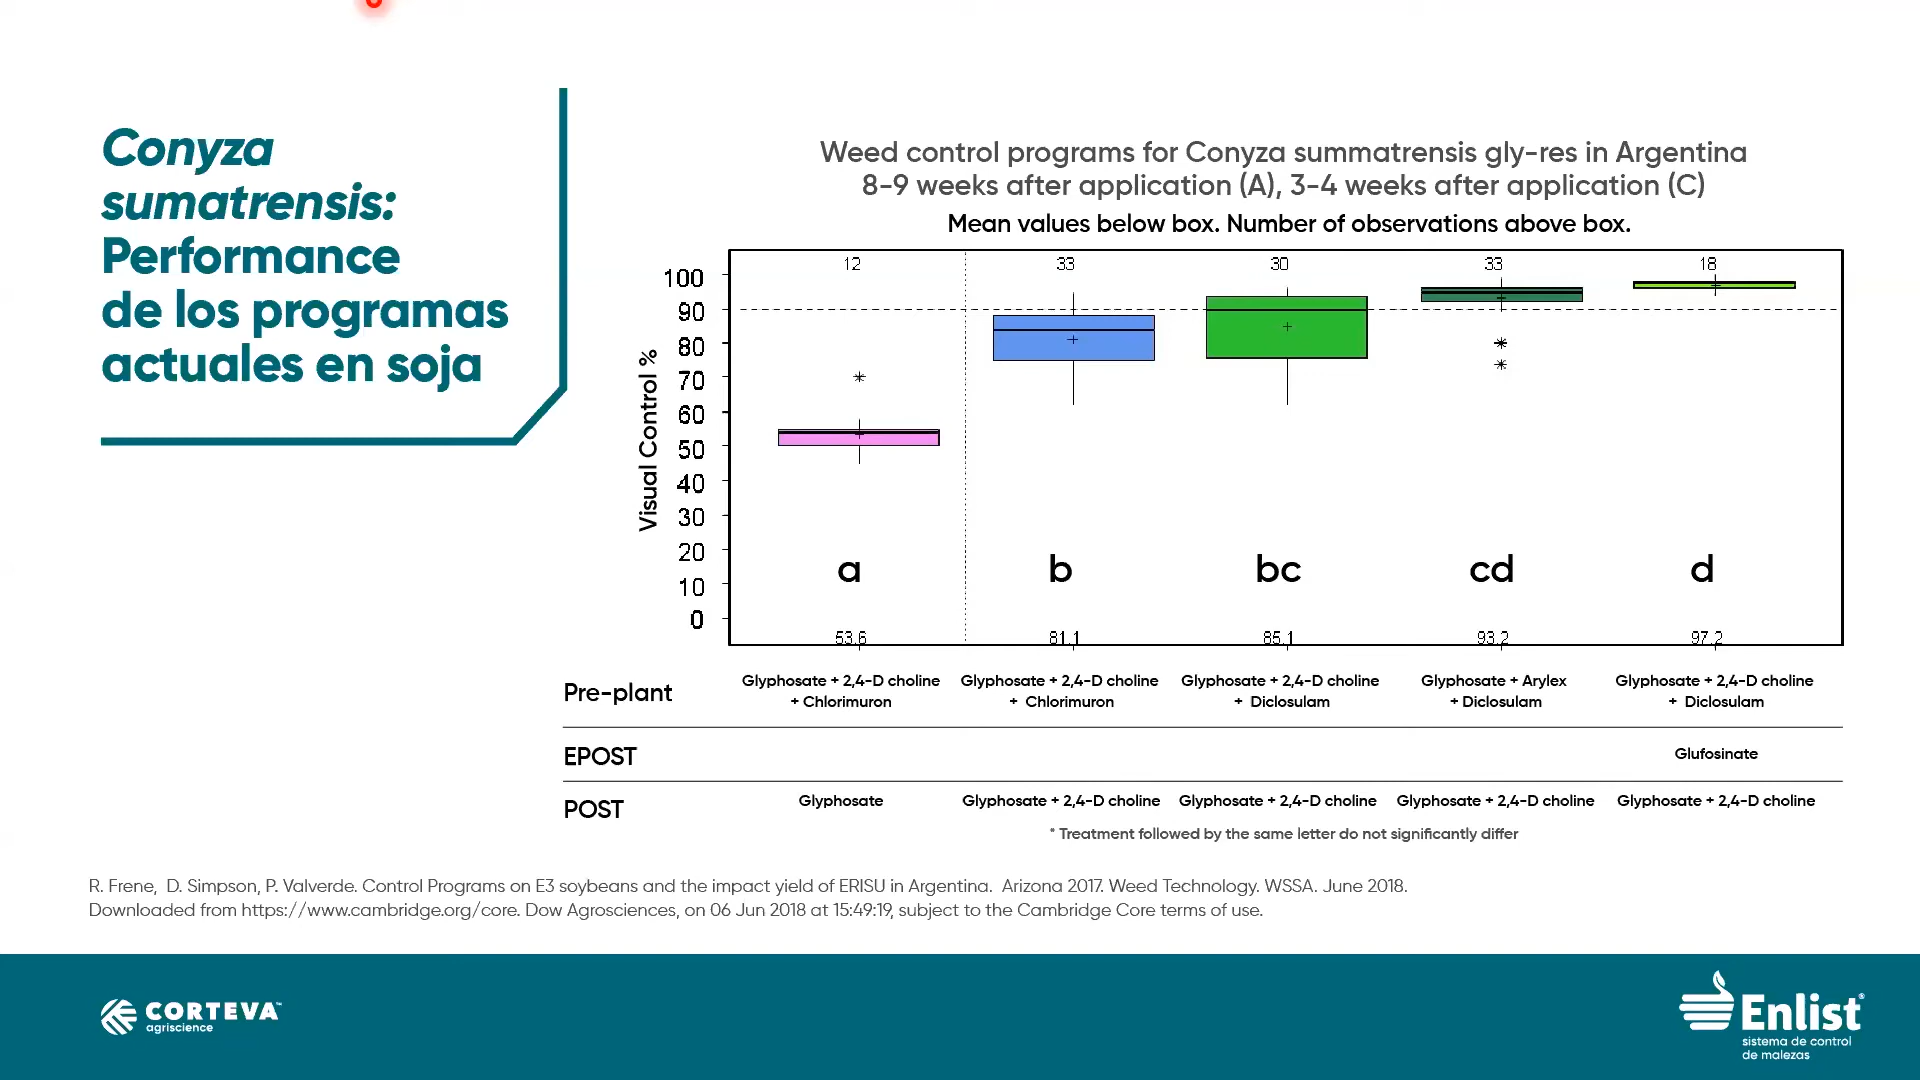 Conyza
sumatrensis:
Performance
de los programas
actuales en soja
Weed control programs for Conyza summatrensis gly-res in Argentina
8-9 weeks after application (A), 3-4 weeks after application (C)
Mean values below box. Number of observations above box.
12 33 30 33 18
Visual Control %
100
90
80
70
60
50
40
30
20
10
0
a b bc cd d
53.6 81.1 85.1 93.2 97.2
Pre-plant
Glyphosate + 2,4-D choline
+ Chlorimuron
Glyphosate + 2,4-D choline
+ Chlorimuron
Glyphosate + 2,4-D choline
+ Diclosulam
Glyphosate + Arylex
+ Diclosulam
Glyphosate + 2,4-D choline
+ Diclosulam
EPOST
Glufosinate
POST
Glyphosate
Glyphosate + 2,4-D choline
Glyphosate + 2,4-D choline
Glyphosate + 2,4-D choline
Glyphosate + 2,4-D choline
* Treatment followed by the same letter do not significantly differ
R. Frene, D. Simpson, P. Valverde. Control Programs on E3 soybeans and the impact yield of ERISU in Argentina. Arizona 2017. Weed Technology. WSSA. June 2018.
Downloaded from https://www.cambridge.org/core. Dow Agrosciences, on 06 Jun 2018 at 15:49:19, subject to the Cambridge Core terms of use.
CORTEVA™
agriscience
Enlist®
sistema de control
de malezas